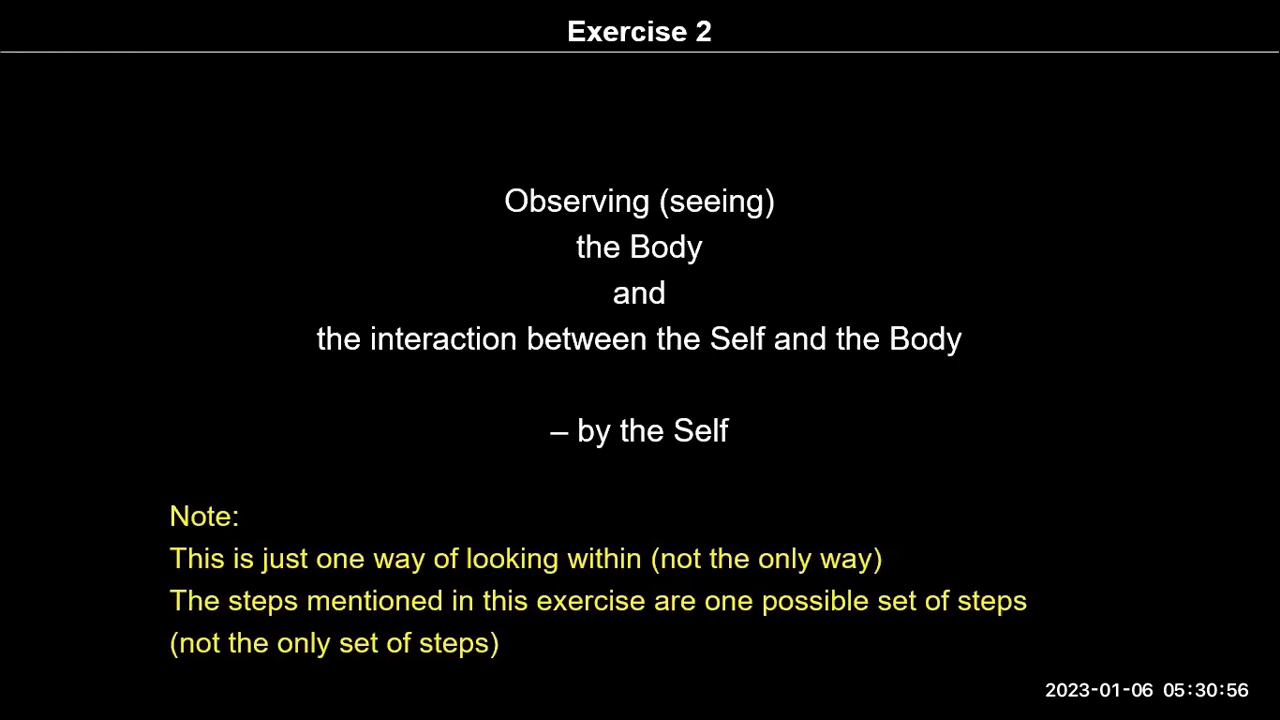 Exercise 2
Observing (seeing)
the Body
and
the interaction between the Self and the Body
– by the Self
Note:
This is just one way of looking within (not the only way)
The steps mentioned in this exercise are one possible set of steps
(not the only set of steps)
2023-01-06 05:30:56